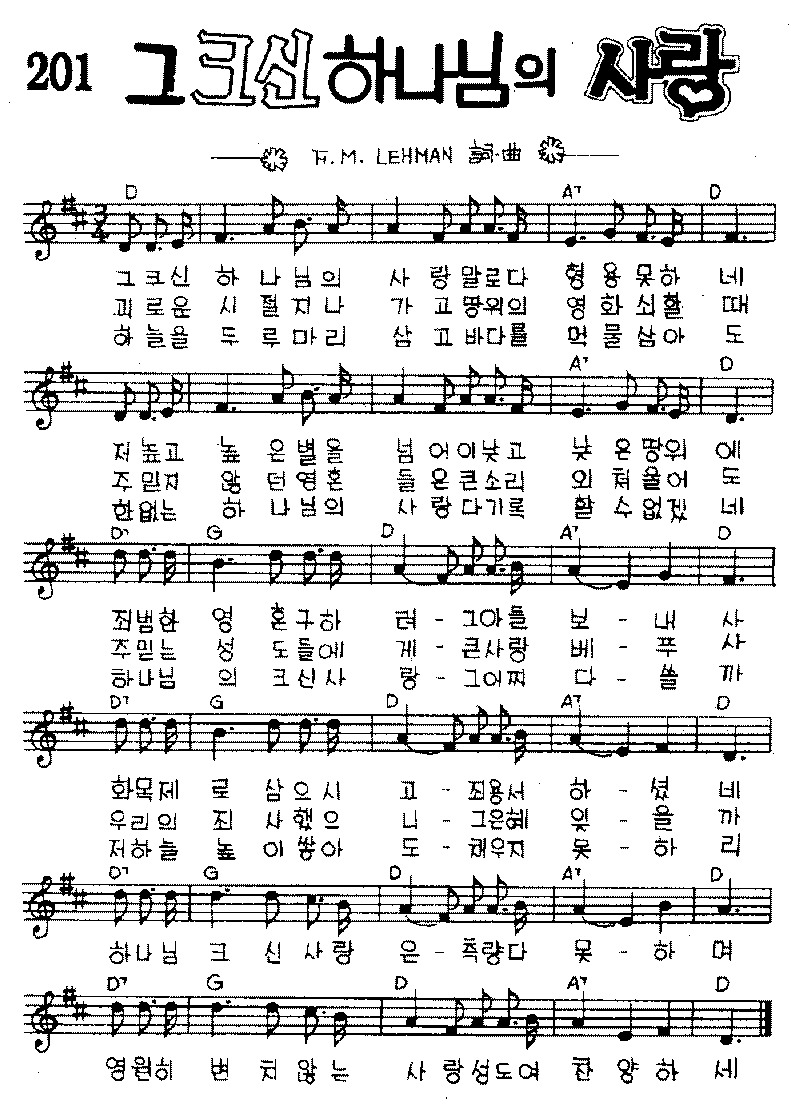 201 그 크신 하나님의 사랑
F.M. LEHMAN 詞·曲
D A7 D
3/4
그크신 하 나 님의 사 랑말로다 형 용못하 네
괴로운 시 절지나 가 고땅위의 영 화쇠할 때
하늘을 두 루마리 삼 고바다를 먹 물삼아 도
A7 D
저높고 높 은별을 넘 어이낮고 낮 은땅위 에
주믿지 않 던영혼 들 은큰소리 외 쳐울어 도
한없는 하 나님의 사 랑다기록 할 수없겠 네
D7 G D A7 D
죄범한 영 혼구하 려 - 그아들 보 - 내 사
주믿는 성 도들에 게 - 큰사랑 베 - 푸 사
하나님 의 크신사 랑 - 그어찌 다 - 쓸 까
D7 G D A7 D
화목제 로 삼으시 고 - 죄용서 하 - 셨 네
우리의 죄 사했으 니 - 그은혜 잊 - 을 까
저하늘 높 이쌓아 도 - 채우지 못 - 하 리
D7 G D A7 D
하나님 크 신사랑 은 - 측량다 못 - 하 며
D7 G D A7 D
영원히 변 치않는 사 랑성도여 찬 양하 세